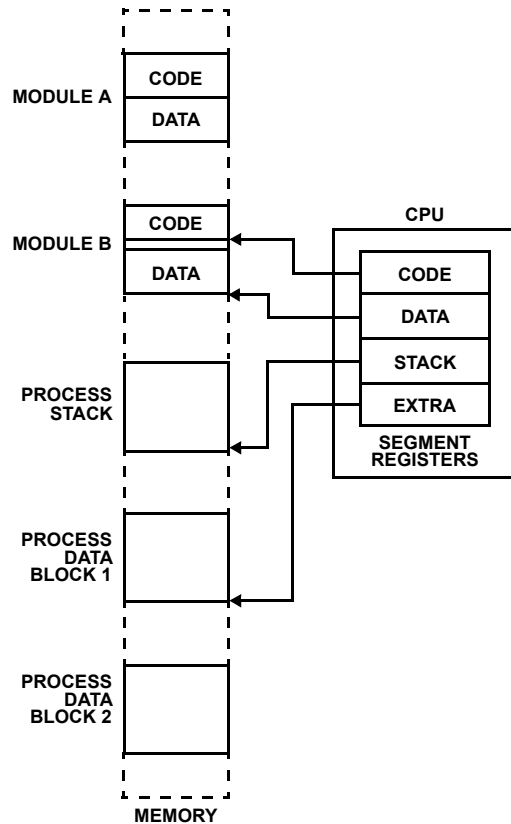 MODULE A
CODE
DATA
MODULE B
CODE
DATA
PROCESS
STACK
PROCESS
DATA
BLOCK 1
PROCESS
DATA
BLOCK 2
MEMORY
CPU
CODE
DATA
STACK
EXTRA
SEGMENT
REGISTERS